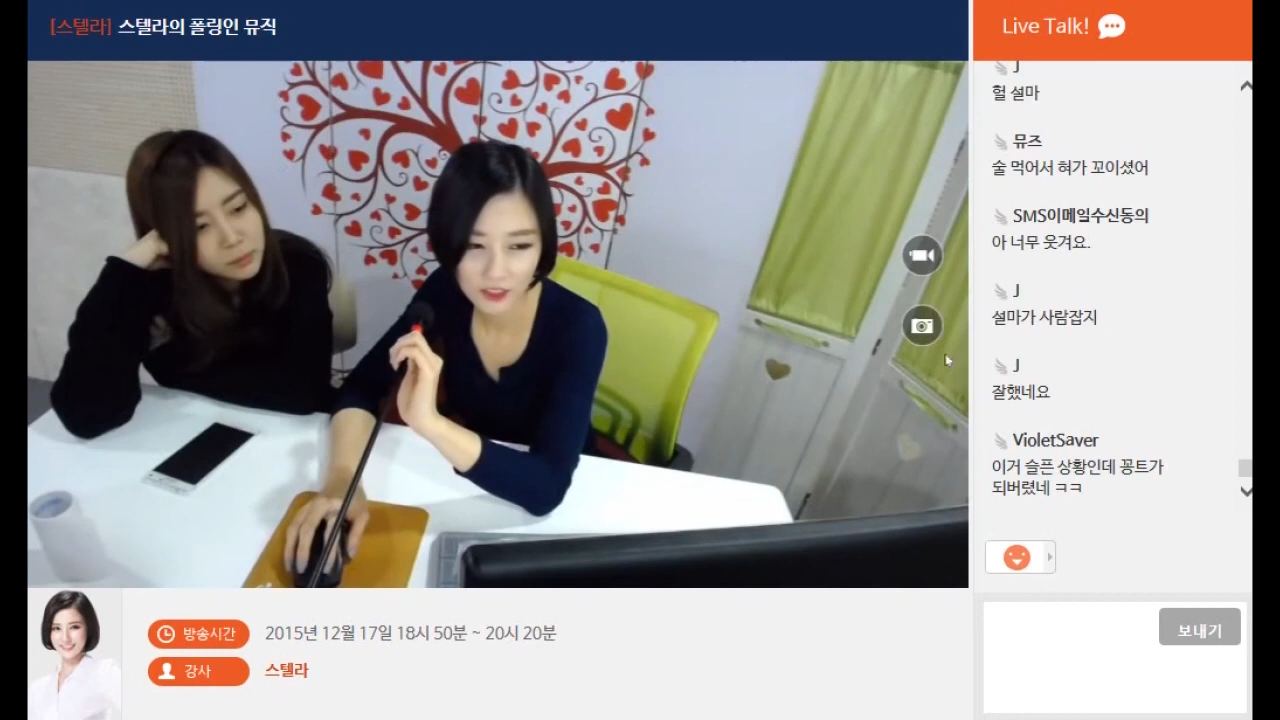 [스텔라] 스텔라의 폴링인 뮤직
Live Talk!
J
헐 설마
뮤즈
술 먹어서 혀가 꼬이셨어
SMS이메일수신동의
아 너무 웃겨요.
J
설마가 사람잡지
J
잘했네요
VioletSaver
이거 슬픈 상황인데 꽁트가
되버렸네 ㅋㅋ
보내기
방송시간 2015년 12월 17일 18시 50분 ~ 20시 20분
강사 스텔라